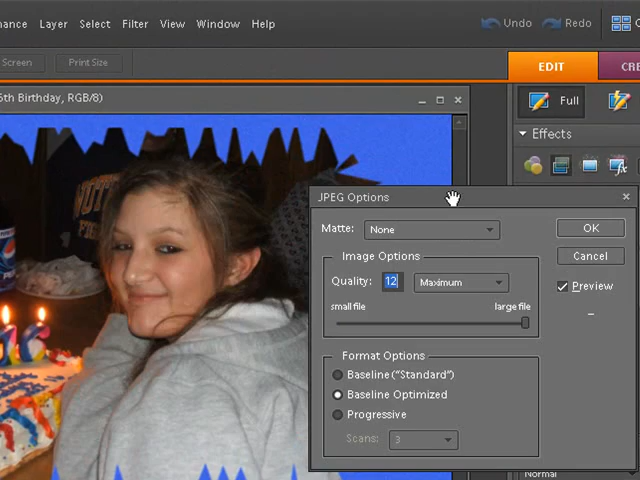 Layer Select Filter View Window Help
Undo Redo
Screen Print Size
EDIT
5th Birthday, RGB/8)
Full
Effects
JPEG Options
Matte: None
OK
Image Options
Cancel
Quality: 12 Maximum
Preview
small file large file
Format Options
Baseline ("Standard")
Baseline Optimized
Progressive
Scans: 3
Normal